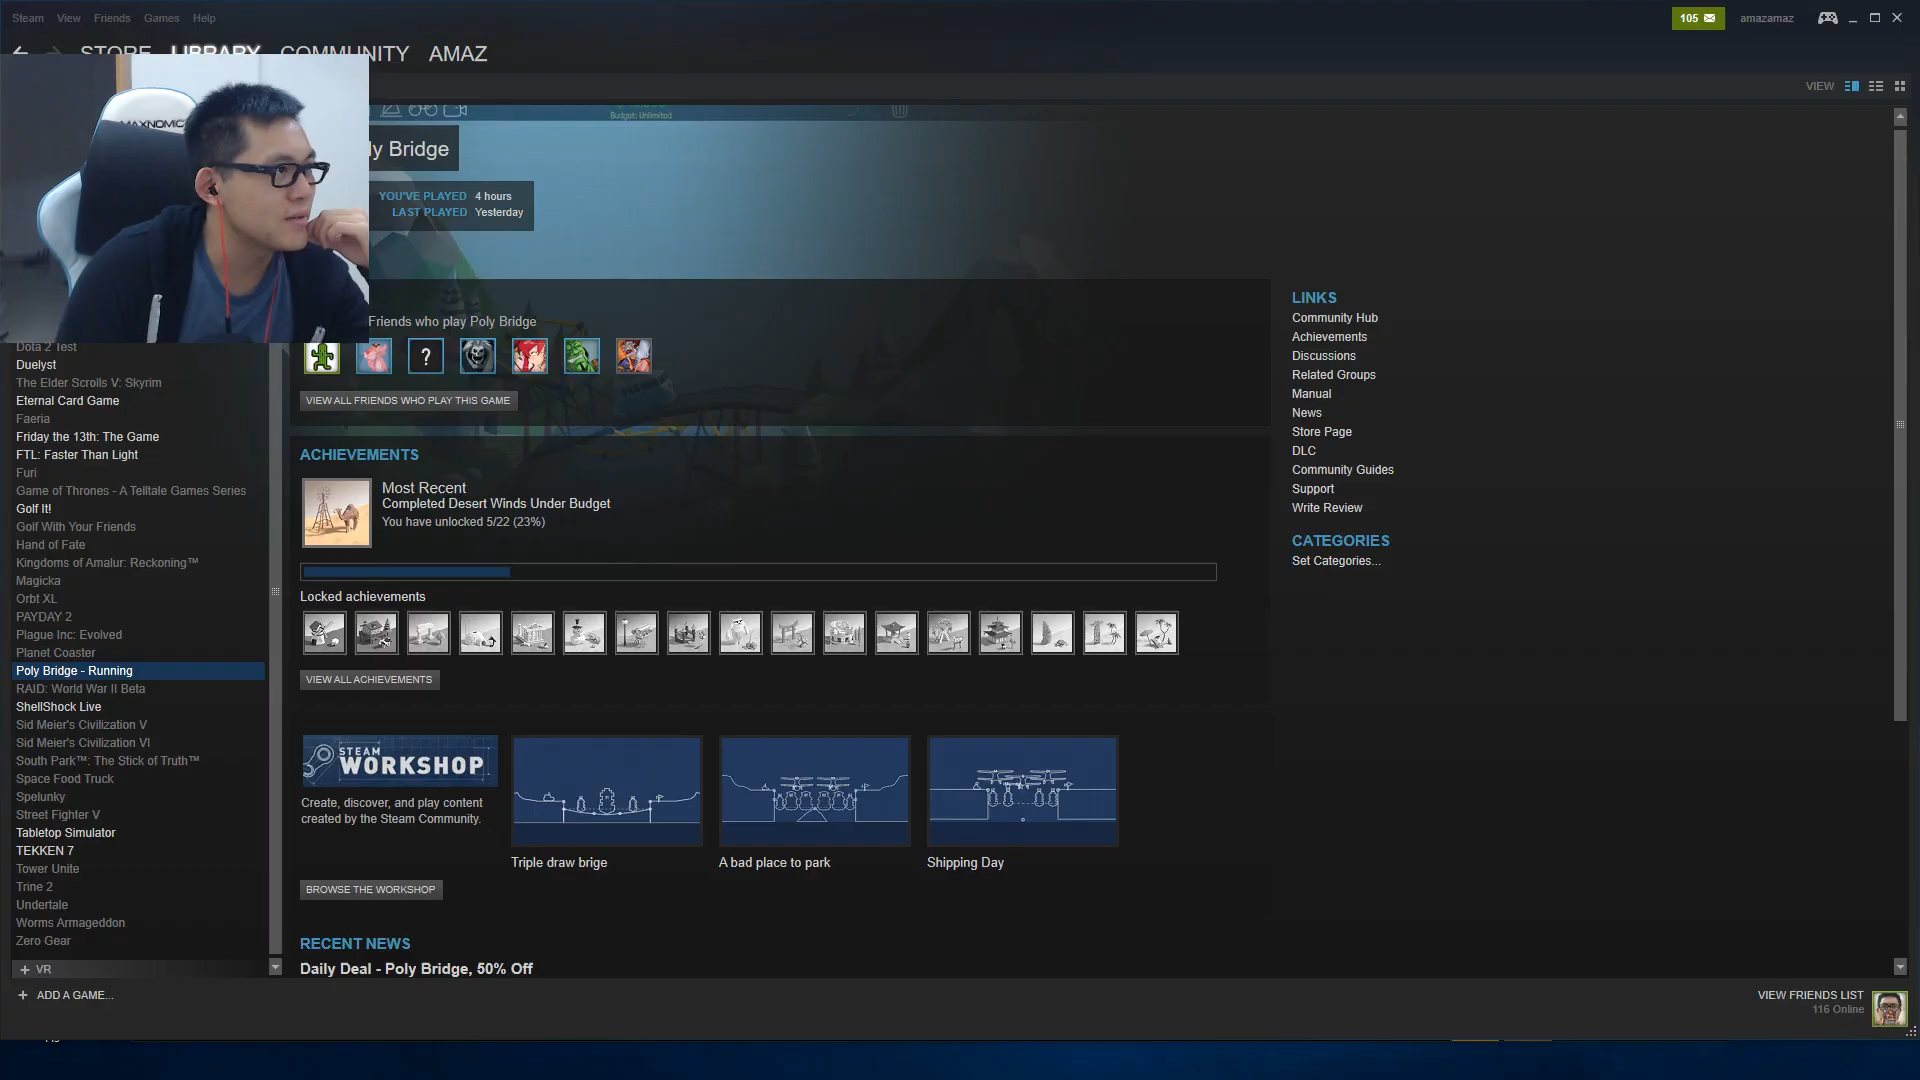 Steam View Friends Games Help
105
amazamaz
STORE LIBRARY COMMUNITY AMAZ
VIEW
MAXNOMIC
Budget: Unlimited
ly Bridge
YOU'VE PLAYED 4 hours
LAST PLAYED Yesterday
Friends who play Poly Bridge
?
VIEW ALL FRIENDS WHO PLAY THIS GAME
Dota 2 Test
Duelyst
The Elder Scrolls V: Skyrim
Eternal Card Game
Faeria
Friday the 13th: The Game
FTL: Faster Than Light
Furi
Game of Thrones - A Telltale Games Series
Golf It!
Golf With Your Friends
Hand of Fate
Kingdoms of Amalur: Reckoning™
Magicka
Orbt XL
PAYDAY 2
Plague Inc: Evolved
Planet Coaster
Poly Bridge - Running
RAID: World War II Beta
ShellShock Live
Sid Meier's Civilization V
Sid Meier's Civilization VI
South Park™: The Stick of Truth™
Space Food Truck
Spelunky
Street Fighter V
Tabletop Simulator
TEKKEN 7
Tower Unite
Trine 2
Undertale
Worms Armageddon
Zero Gear
+ VR
+ ADD A GAME...
ACHIEVEMENTS
Most Recent
Completed Desert Winds Under Budget
You have unlocked 5/22 (23%)
Locked achievements
VIEW ALL ACHIEVEMENTS
STEAM
WORKSHOP
Create, discover, and play content
created by the Steam Community.
BROWSE THE WORKSHOP
Triple draw brige
A bad place to park
Shipping Day
RECENT NEWS
Daily Deal - Poly Bridge, 50% Off
LINKS
Community Hub
Achievements
Discussions
Related Groups
Manual
News
Store Page
DLC
Community Guides
Support
Write Review
CATEGORIES
Set Categories...
VIEW FRIENDS LIST
116 Online